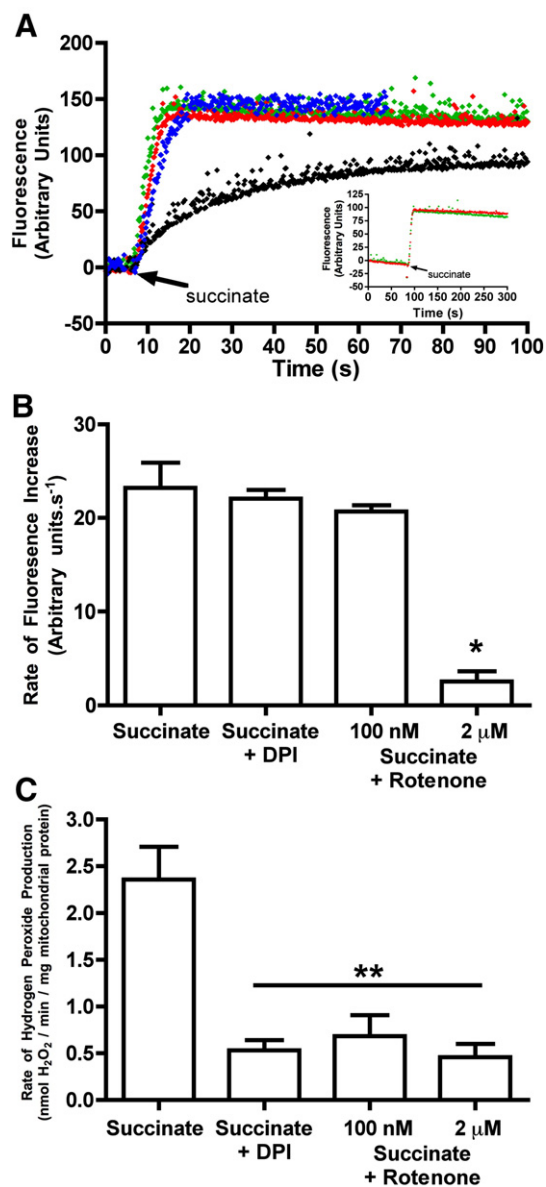 A
200
150
100
50
0
-50
Fluorescence
(Arbitrary Units)
succinate
0 10 20 30 40 50 60 70 80 90 100
Time (s)
125
100
75
50
25
0
-25
-50
Fluorescence
(Arbitrary Units)
succinate
0 50 100 150 200 250 300
Time (s)
B
30
20
10
0
Rate of Fluoresence Increase
(Arbitrary units.s⁻¹)
*
Succinate
Succinate
+ DPI
100 nM 2 μM
Succinate
+ Rotenone
C
3.0
2.5
2.0
1.5
1.0
0.5
0.0
Rate of Hydrogen Peroxide Production
(nmol H₂O₂ / min / mg mitochondrial protein)
**
Succinate
Succinate
+ DPI
100 nM 2 μM
Succinate
+ Rotenone